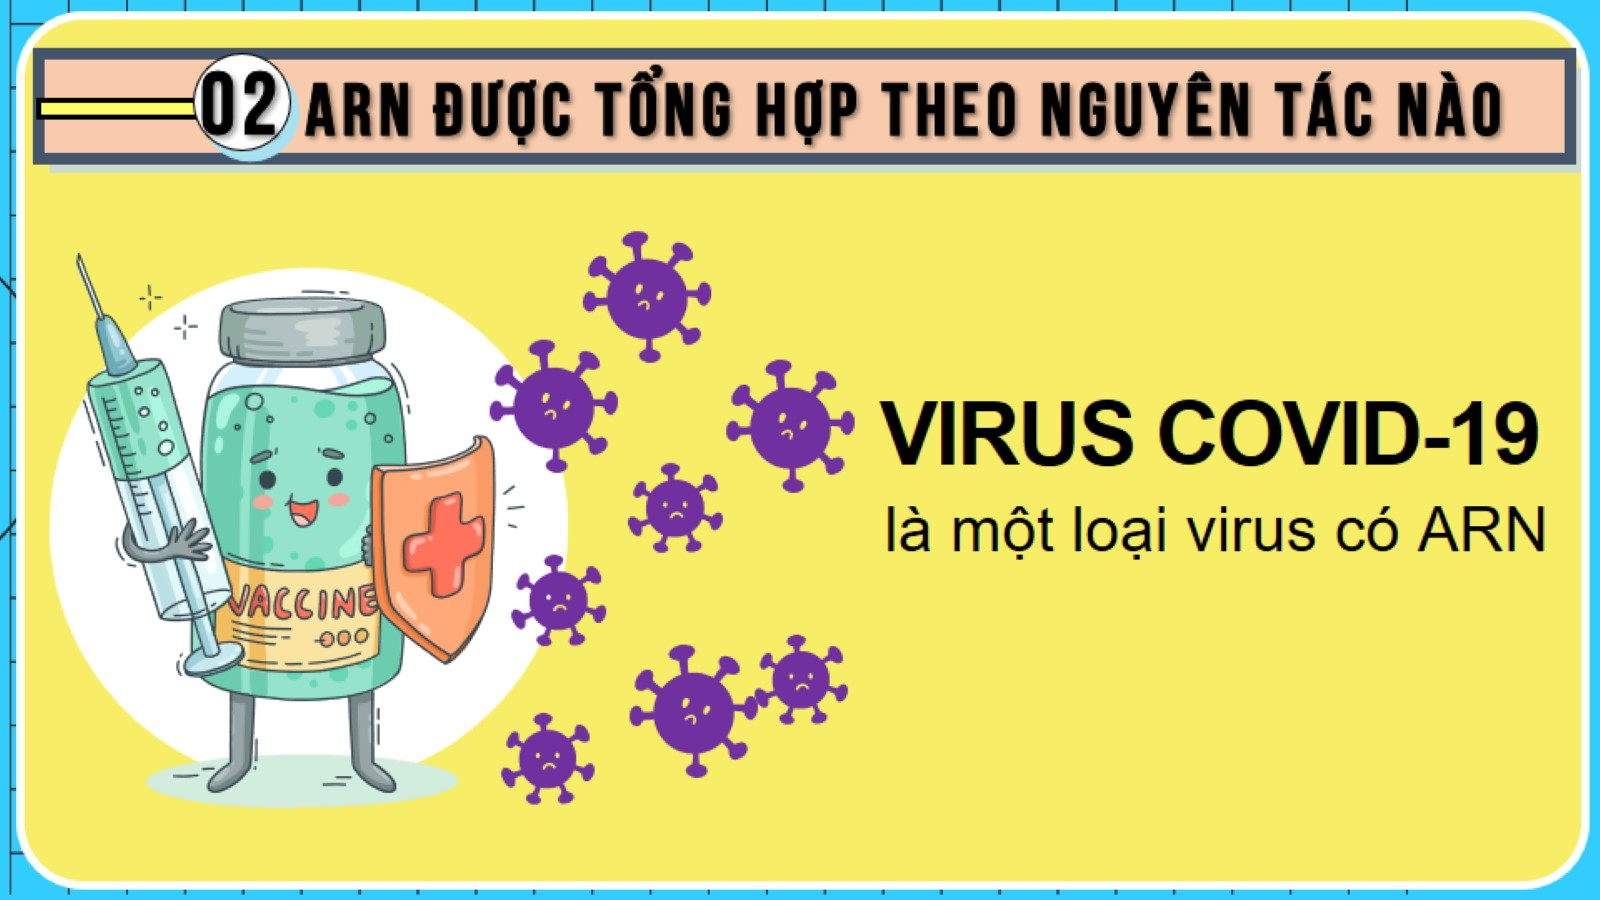 02 ARN ĐƯỢC TỔNG HỢP THEO NGUYÊN TÁC NÀO
VIRUS COVID-19
là một loại virus có ARN
VACCINE